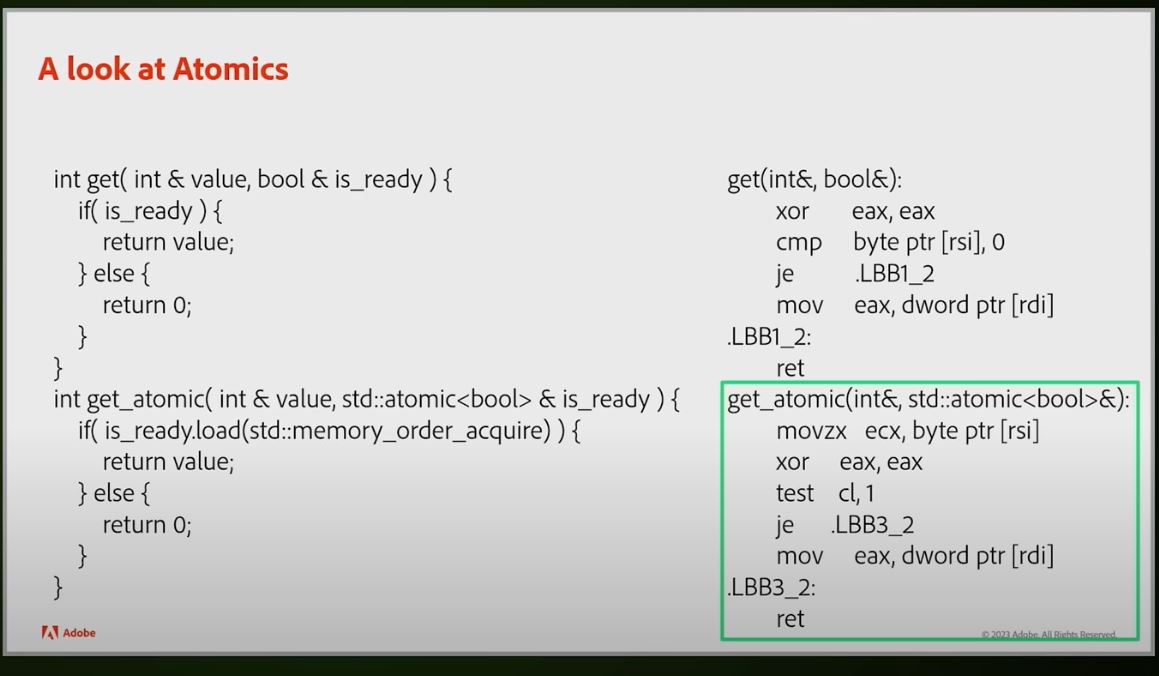 A look at Atomics
int get( int & value, bool & is_ready ) {
if( is_ready ) {
return value;
} else {
return 0;
}
}
int get_atomic( int & value, std::atomic<bool> & is_ready ) {
if( is_ready.load(std::memory_order_acquire) ) {
return value;
} else {
return 0;
}
}
get(int&, bool&):
xor eax, eax
cmp byte ptr [rsi], 0
je .LBB1_2
mov eax, dword ptr [rdi]
.LBB1_2:
ret
get_atomic(int&, std::atomic<bool>&):
movzx ecx, byte ptr [rsi]
xor eax, eax
test cl, 1
je .LBB3_2
mov eax, dword ptr [rdi]
.LBB3_2:
ret
Adobe
© 2023 Adobe. All Rights Reserved.